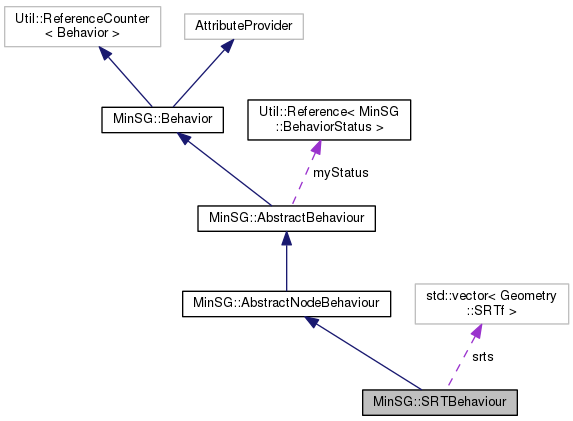 Util::ReferenceCounter
< Behavior >
AttributeProvider
MinSG::Behavior
Util::Reference< MinSG
::BehaviorStatus >
myStatus
MinSG::AbstractBehaviour
MinSG::AbstractNodeBehaviour
std::vector< Geometry
::SRTf >
srts
MinSG::SRTBehaviour